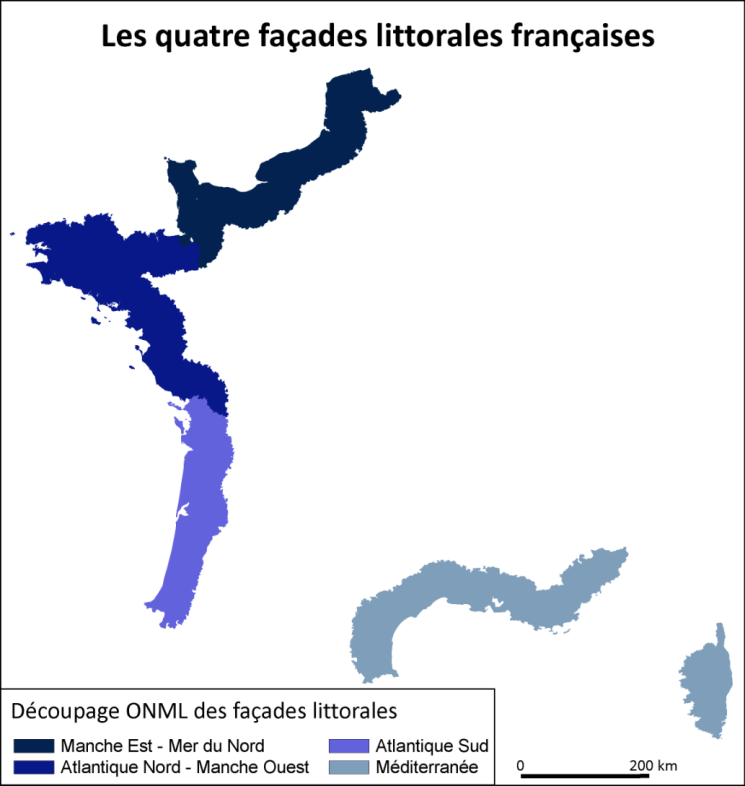 Les quatre façades littorales françaises
Découpage ONML des façades littorales
Manche Est - Mer du Nord
Atlantique Sud
Atlantique Nord - Manche Ouest
Méditerranée
0 200 km